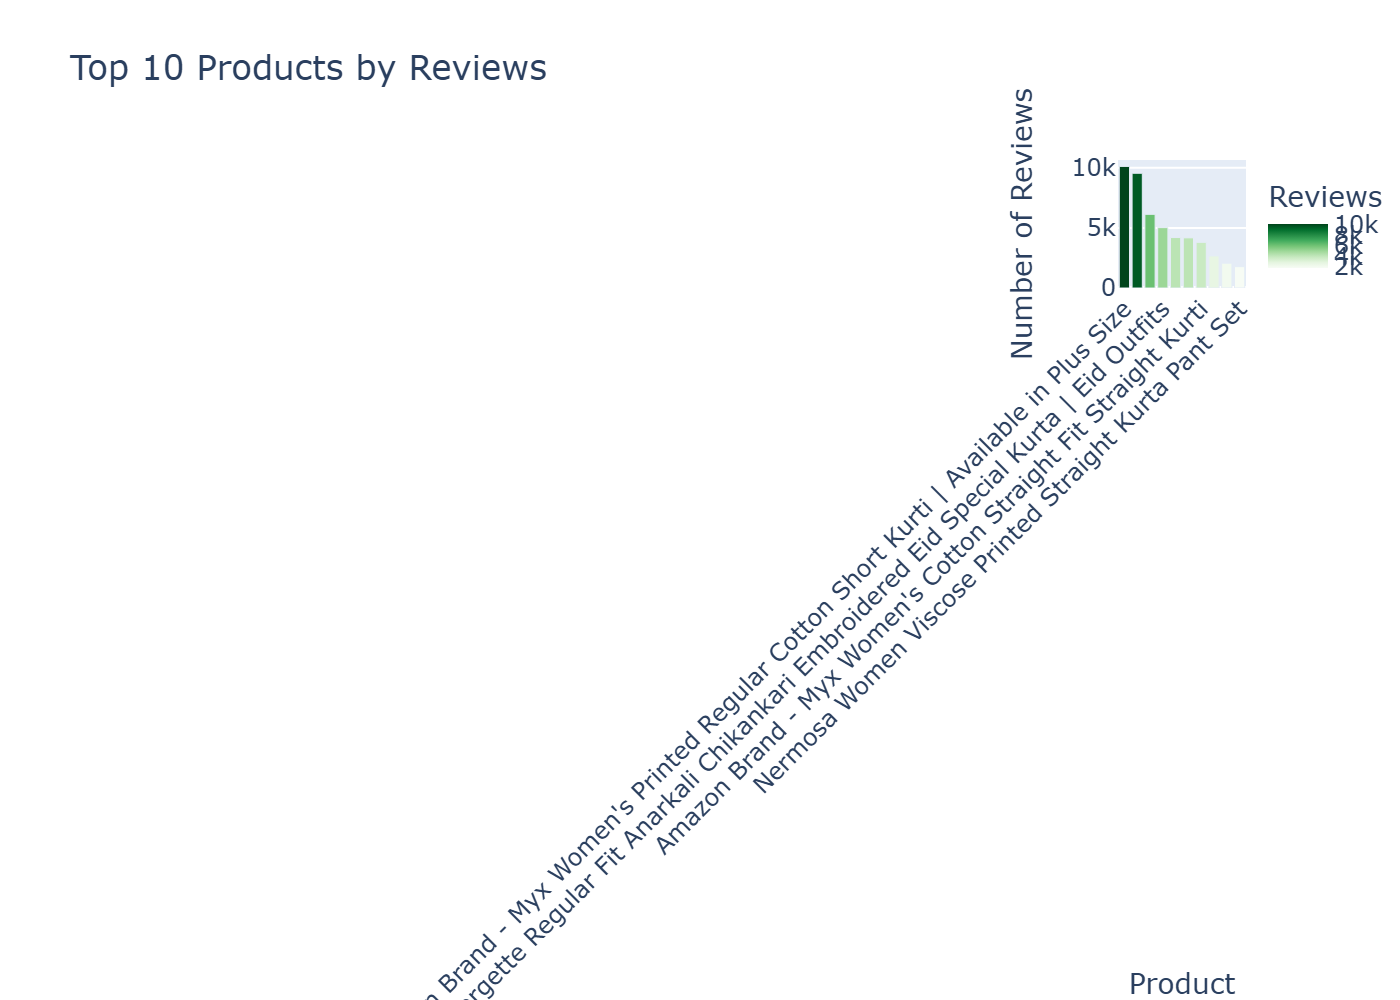 Top 10 Products by Reviews
Number of Reviews
10k
5k
0
Reviews
10k
8k
6k
4k
2k
Brand - Myx Women's Printed Regular Cotton Short Kurti | Available in Plus Size
Regular Fit Anarkali Chikankari Embroidered Eid Special Kurta | Eid Outfits
Amazon Brand - Myx Women's Cotton Straight Fit Straight Kurti
Nermosa Women Viscose Printed Straight Kurta Pant Set
Product